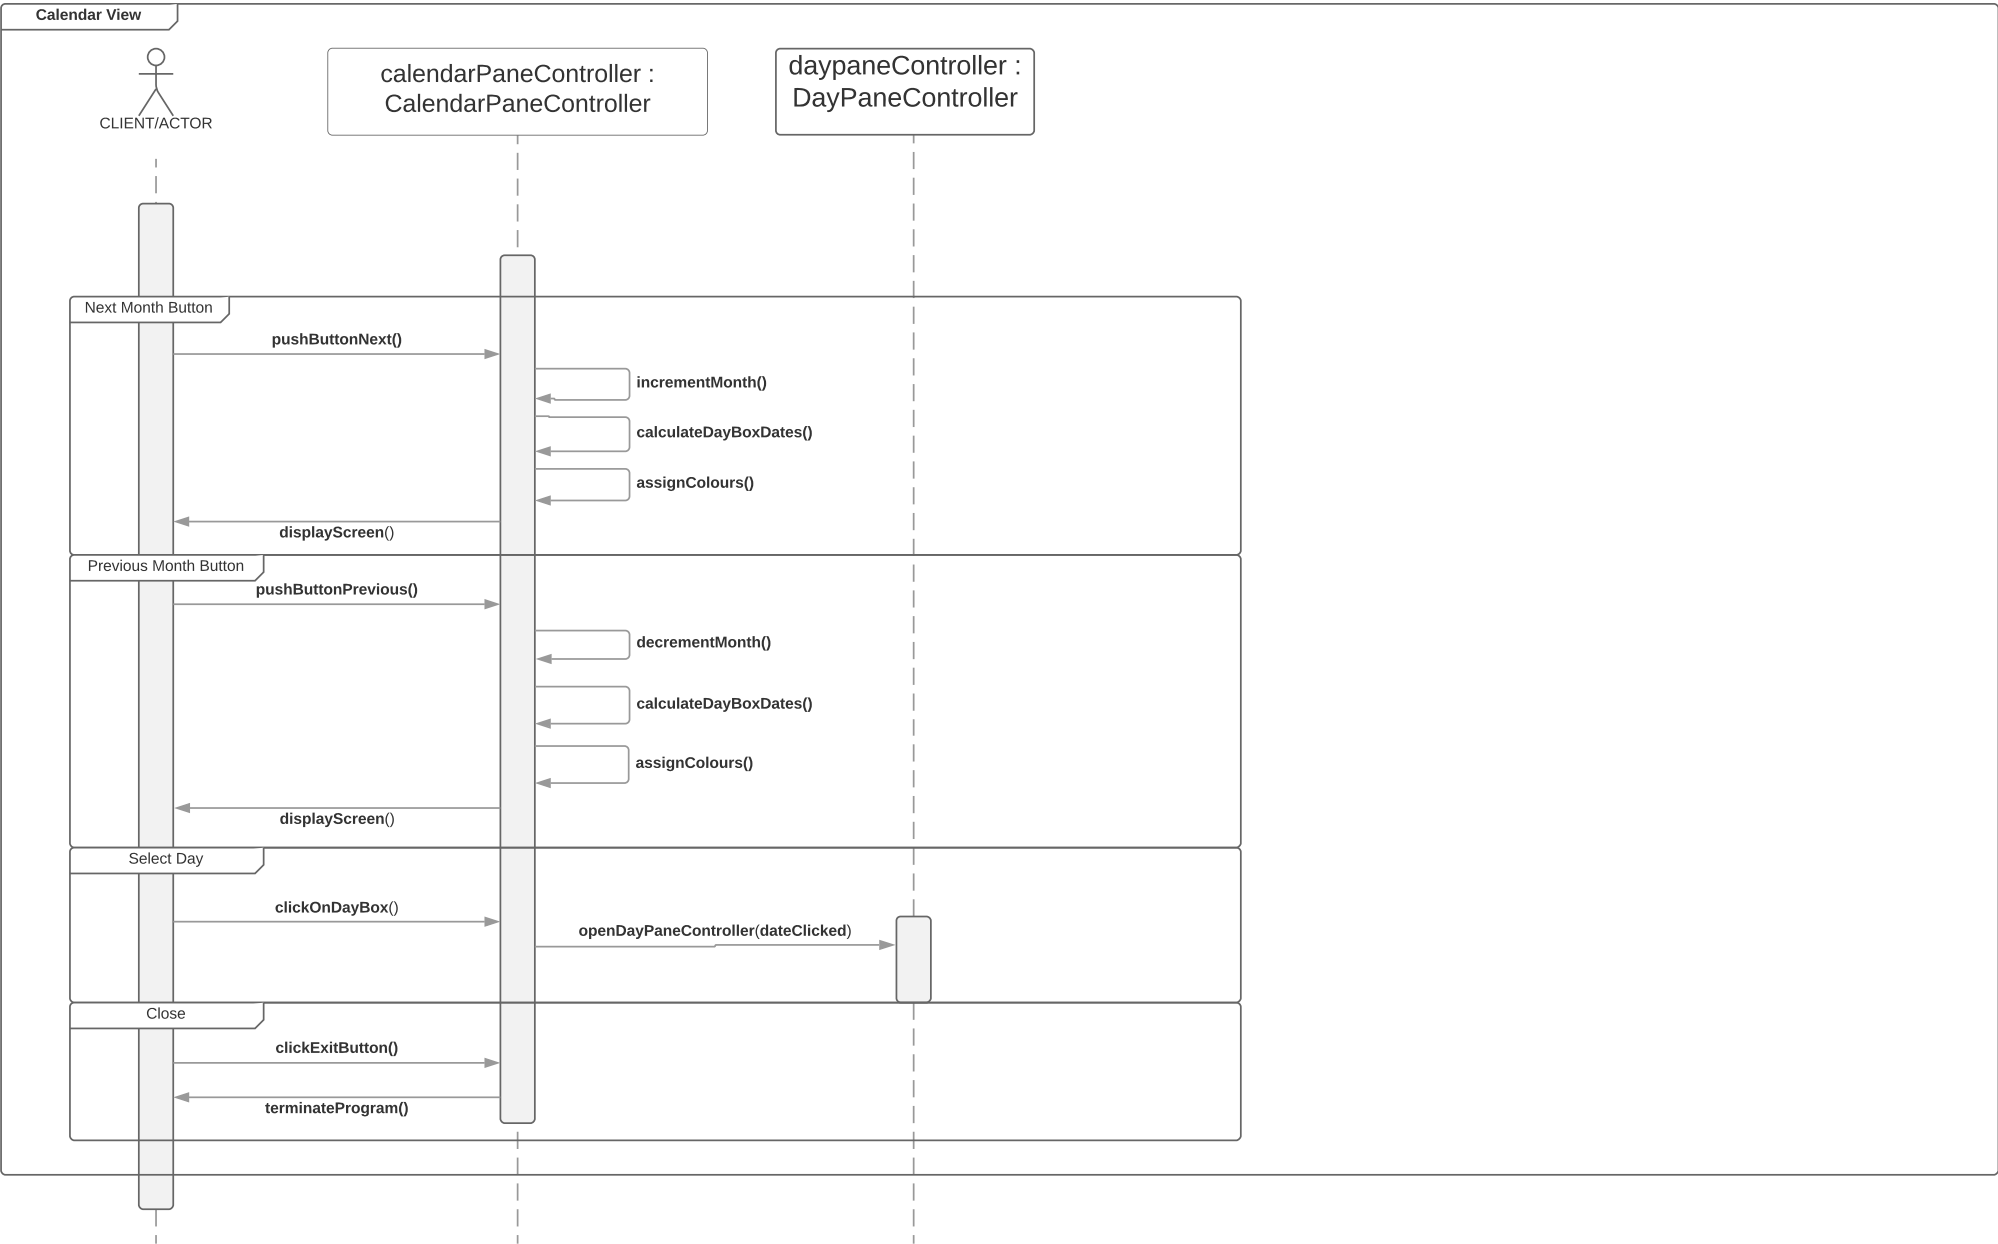 Calendar View
CLIENT/ACTOR
calendarPaneController :
CalendarPaneController
daypaneController :
DayPaneController
Next Month Button
pushButtonNext()
incrementMonth()
calculateDayBoxDates()
assignColours()
displayScreen()
Previous Month Button
pushButtonPrevious()
decrementMonth()
calculateDayBoxDates()
assignColours()
displayScreen()
Select Day
clickOnDayBox()
openDayPaneController(dateClicked)
Close
clickExitButton()
terminateProgram()